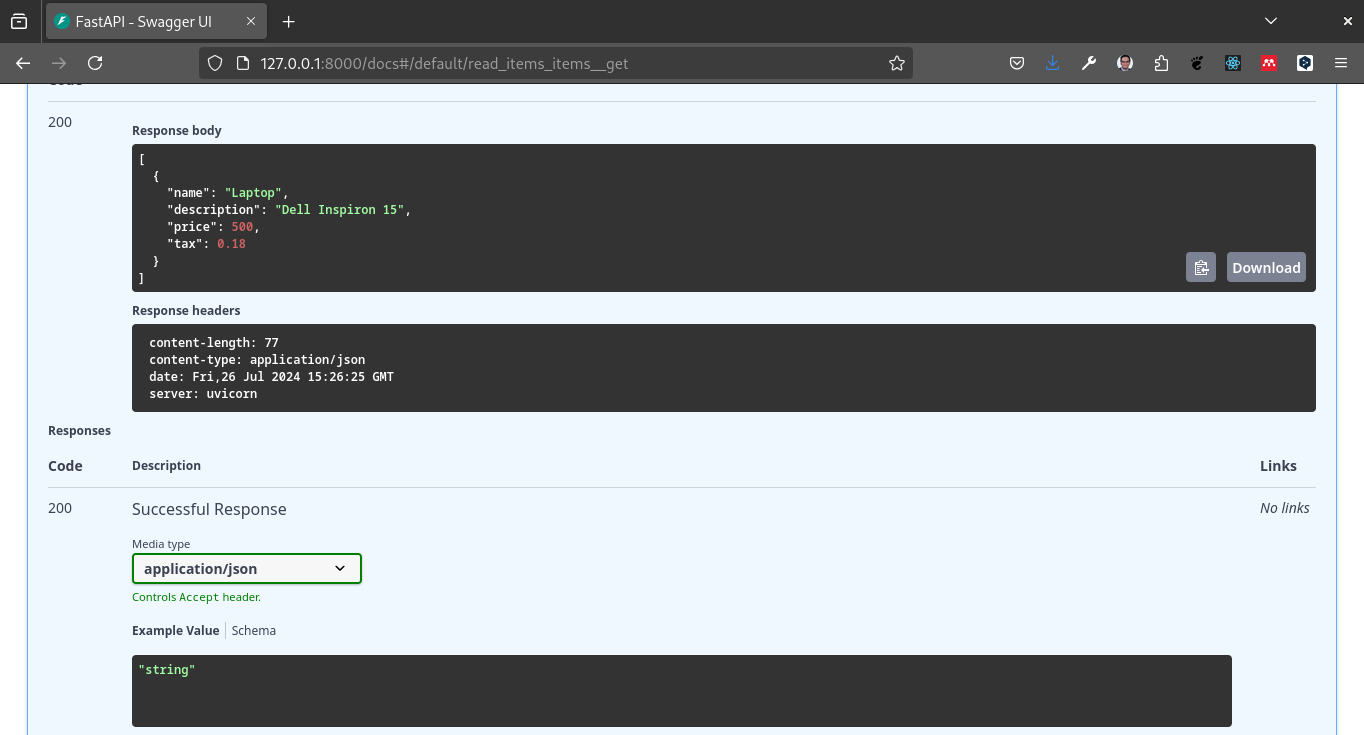 FastAPI - Swagger UI
127.0.0.1:8000/docs#/default/read_items_items__get
Code
200
Response body
[
{
"name": "Laptop",
"description": "Dell Inspiron 15",
"price": 500,
"tax": 0.18
}
]
Download
Response headers
content-length: 77
content-type: application/json
date: Fri,26 Jul 2024 15:26:25 GMT
server: uvicorn
Responses
Code Description Links
200 Successful Response No links
Media type
application/json
Controls Accept header.
Example Value Schema
"string"